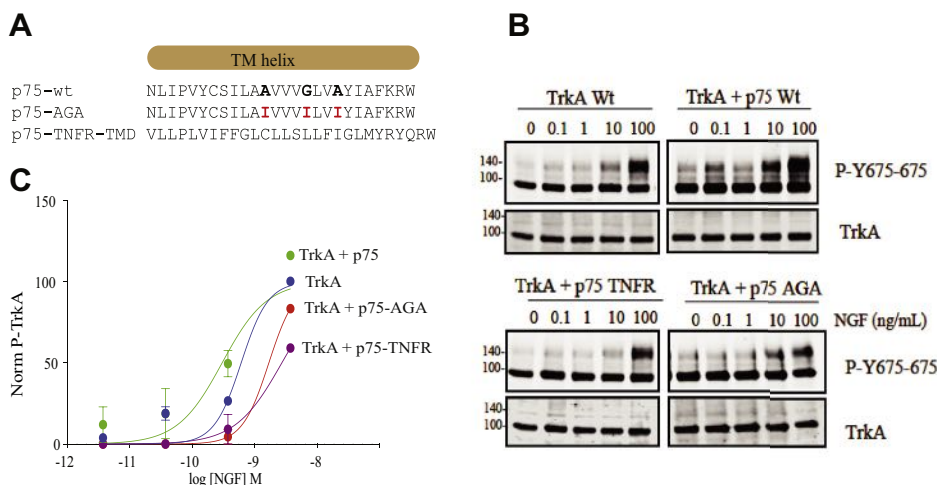 A
TM helix
p75-wt NLIPVYCSILAAVVVGLVAYIAFKRW
p75-AGA NLIPVYCSILAIVVVILVIYIAFKRW
p75-TNFR-TMD VLLPLVIFFGLCLLSLLFIGLMYRYQRW
B
TrkA Wt
0 0.1 1 10 100
140-
100-
140
100
TrkA + p75 Wt
0 0.1 1 10 100
P-Y675-675
TrkA
TrkA + p75 TNFR
0 0.1 1 10 100
140-
100-
140
100
TrkA + p75 AGA
0 0.1 1 10 100
NGF (ng/mL)
P-Y675-675
TrkA
C
Norm P-TrkA
150
100
50
0
-12 -11 -10 -9 -8
log [NGF] M
TrkA + p75
TrkA
TrkA + p75-AGA
TrkA + p75-TNFR